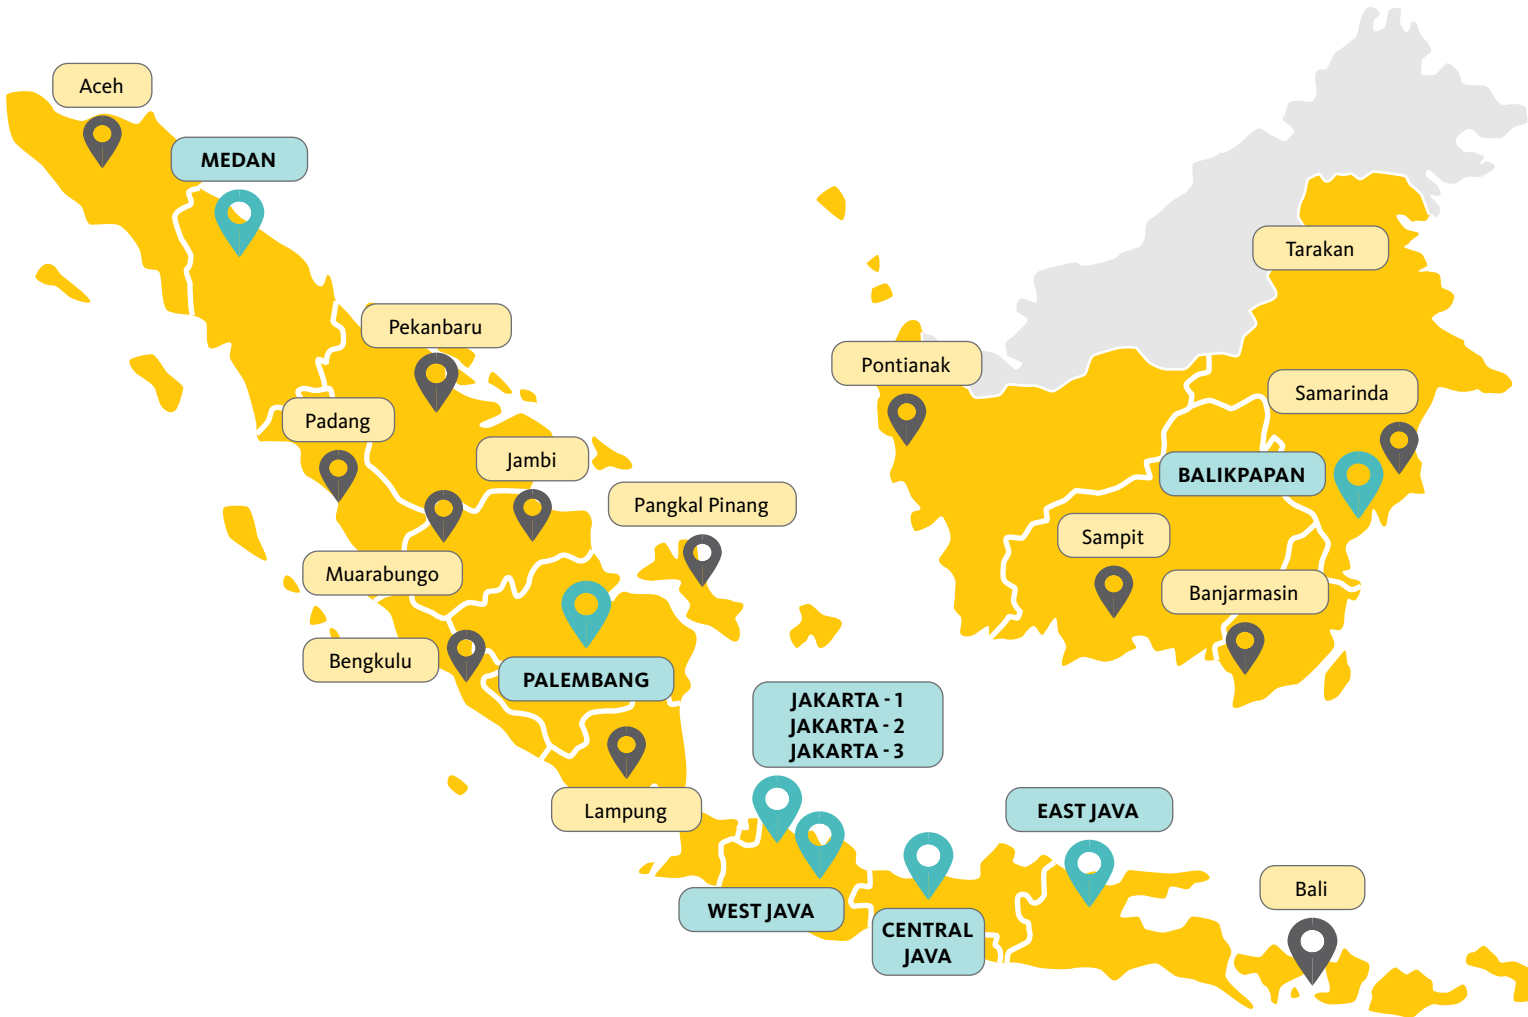 Aceh
MEDAN
Tarakan
Pekanbaru
Pontianak
Samarinda
Padang
Jambi
BALIKPAPAN
Pangkal Pinang
Sampit
Muarabungo
Banjarmasin
Bengkulu
PALEMBANG
JAKARTA - 1
JAKARTA - 2
JAKARTA - 3
Lampung
EAST JAVA
Bali
WEST JAVA
CENTRAL
JAVA